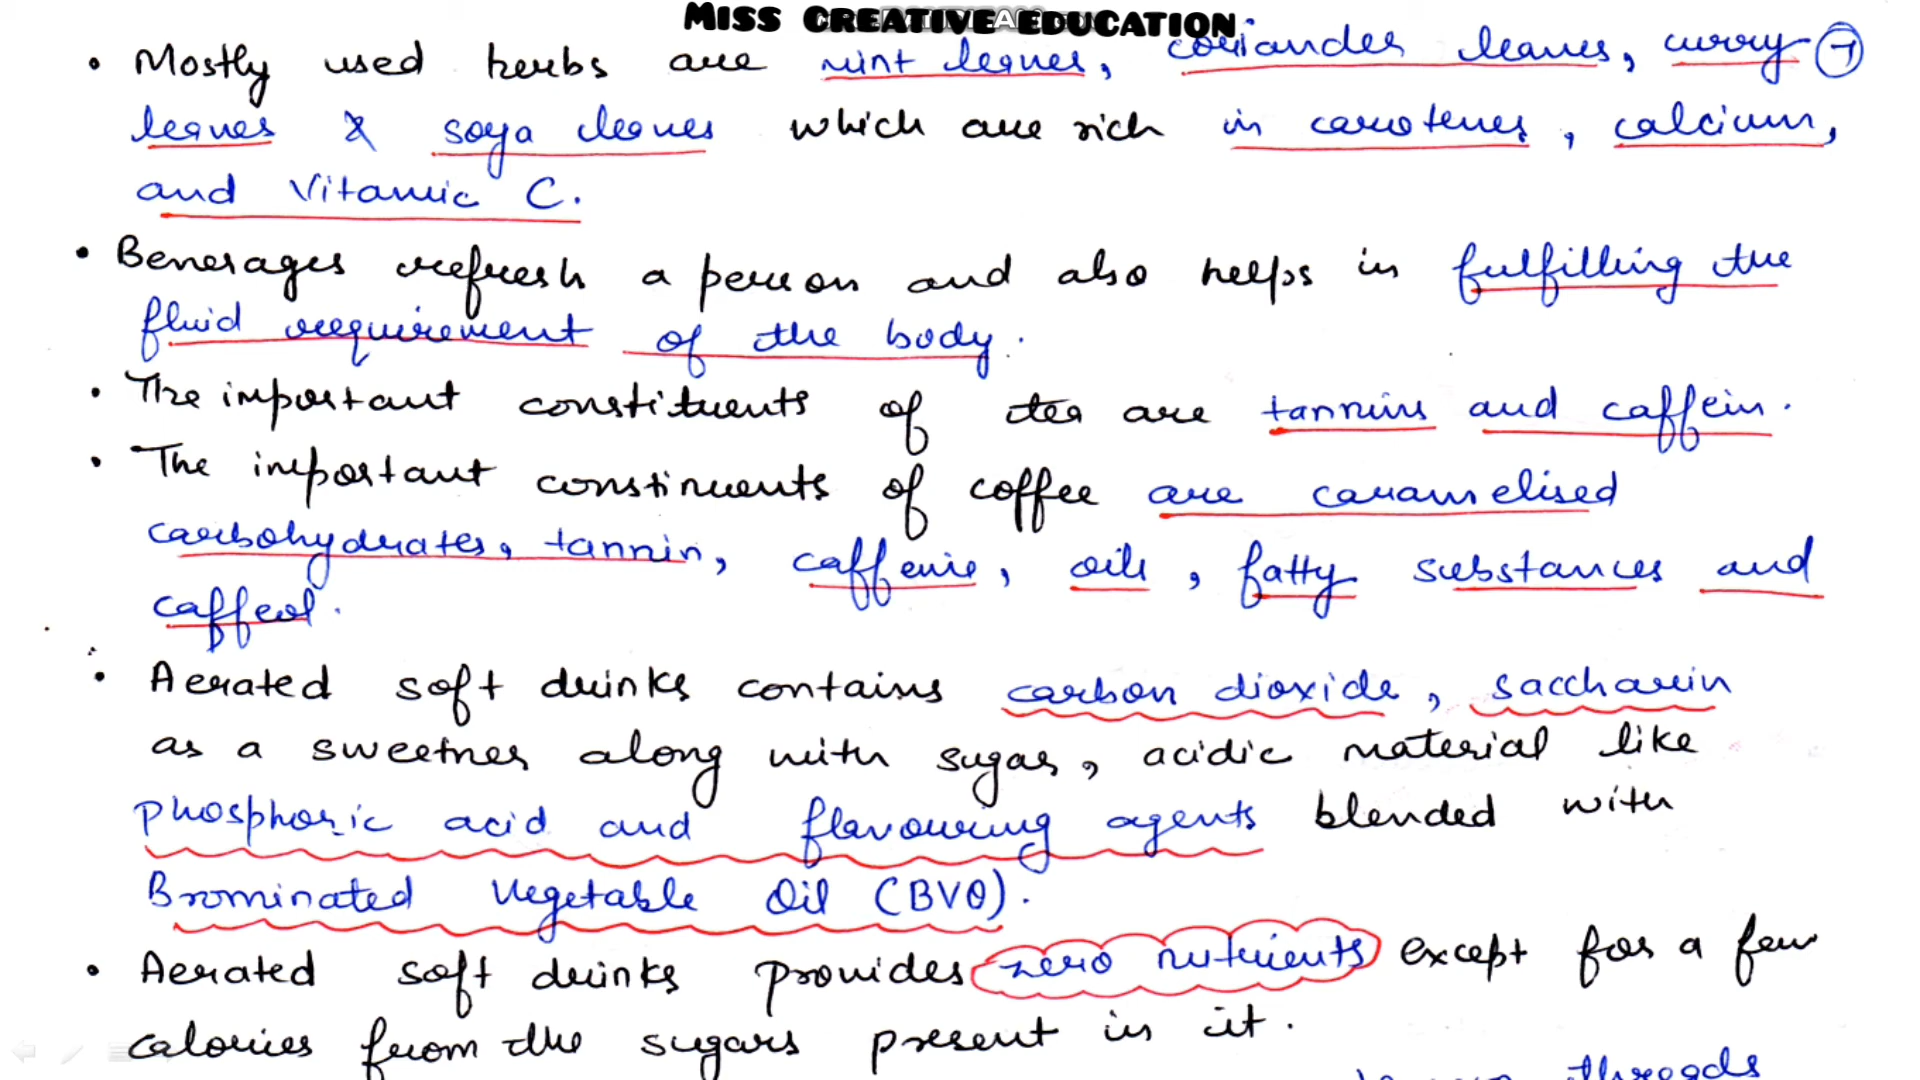 MISS CREATIVE EDUCATION
• Mostly used herbs are mint leaves, coriander leaves, curry 7
leaves & soya leaves which are rich in carotenes, calcium,
and Vitamic C.
• Beverages refresh a person and also helps in fulfilling the
fluid requirement of the body.
• The important constituents of tea are tannins and caffein.
• The important constituents of coffee are caramelised
carbohydrates, tannin, caffenie, oils, fatty substances and
caffeol.
• Aerated soft drinks contains carbon dioxide, saccharin
as a sweetner along with sugar, acidic material like
phosphoric acid and flavouring agents blended with
Brominated Vegetable Oil (BVO).
• Aerated soft drinks provides zero nutrients except for a few
calories from the sugars present in it.
threads